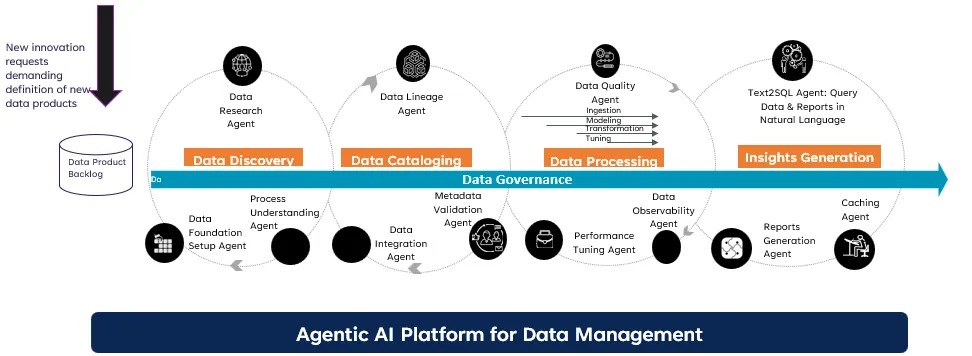 New innovation
requests
demanding
definition of new
data products
Data Product
Backlog
Data
Research
Agent
Data Discovery
Process
Understanding
Agent
Data
Foundation
Setup Agent
Data Lineage Agent
Data Cataloging
Metadata
Validation
Agent
Data
Integration
Agent
Data Quality
Agent
Ingestion
Modeling
Transformation
Tuning
Data Processing
Data
Observability
Agent
Performance
Tuning Agent
Text2SQL Agent: Query
Data & Reports in
Natural Language
Insights Generation
Caching
Agent
Reports
Generation
Agent
Da
Data Governance
Agentic AI Platform for Data Management